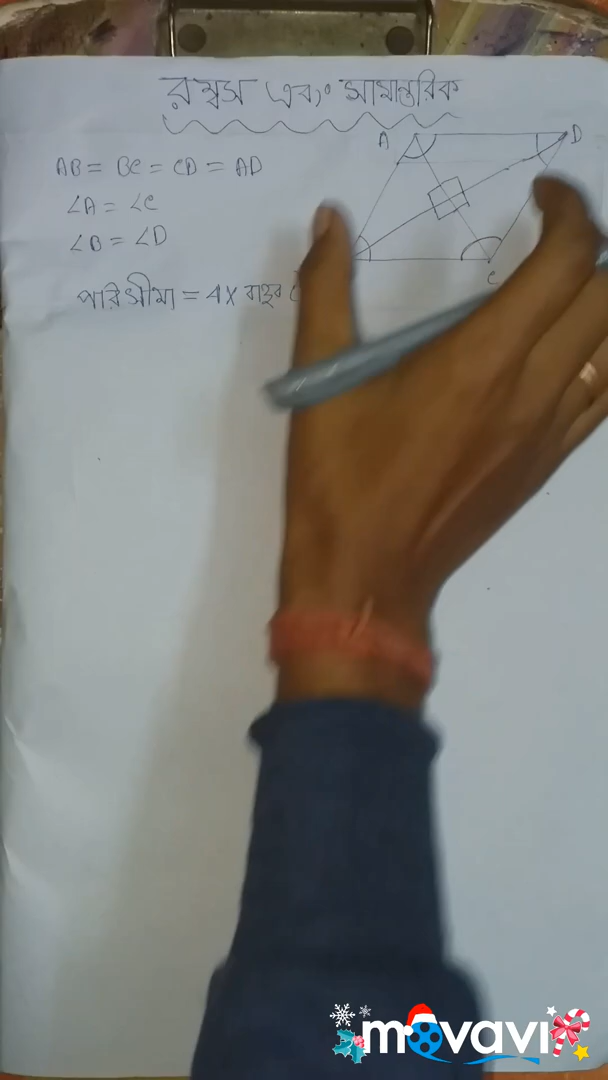 রম্বস এবং সামান্তরিক
A D
AB = BC = CD = AD
∠A = ∠C
∠B = ∠D
C
পরিসীমা = 4 X বাহুর
movavi